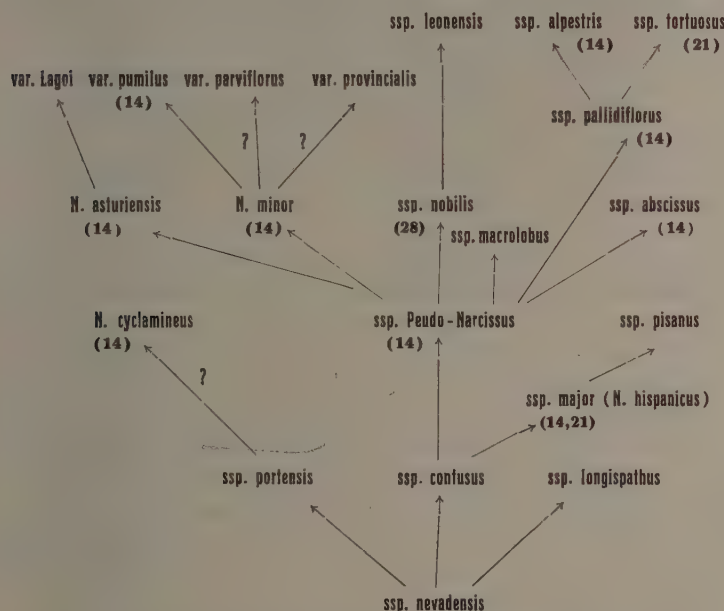 ssp. leonensis ssp. alpestris ssp. tortuosus
(14) (21)
var. Lagoi var. pumilus var. parviflorus var. provincialis
(14)
ssp. pallidiflorus
(14)
? ?
N. asturiensis N. minor ssp. nobilis ssp. abscissus
(14) (14) (28) (14)
ssp. macrolobus
N. cyclamineus ssp. Peudo-Narcissus ssp. pisanus
(14) (14)
?
ssp. major (N. hispanicus)
(14,21)
ssp. portensis ssp. confusus ssp. longispathus
ssp. nevadensis